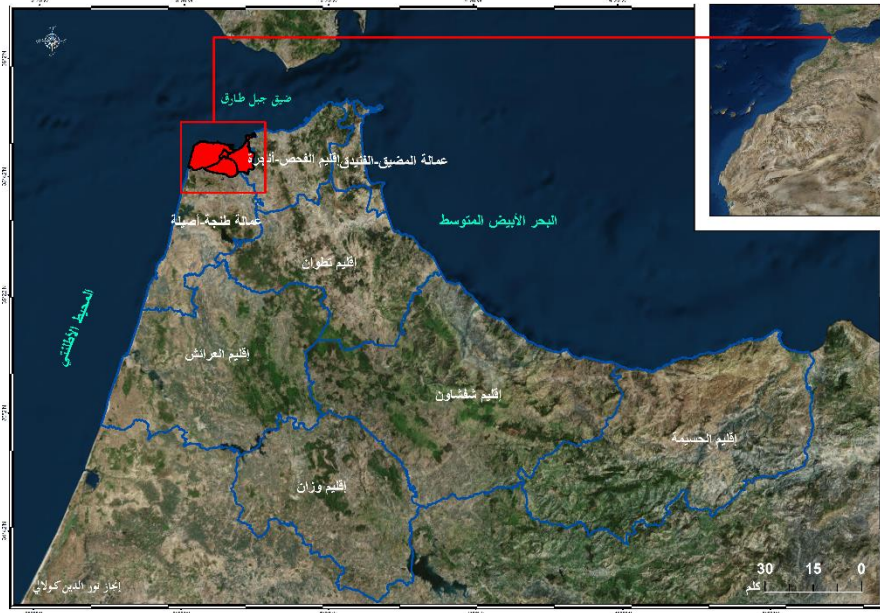 ضيق جبل طارق
عمالة المضيق-الفنيدق
إقليم الفحص-أنجرة
عمالة طنجة-أصيلة
البحر الأبيض المتوسط
إقليم تطوان
المحيط الأطلنتي
إقليم العرائش
إقليم شفشاون
إقليم الحسيمة
إقليم وزان
إنجاز نور الدين كولالي
30 15 0
كلم